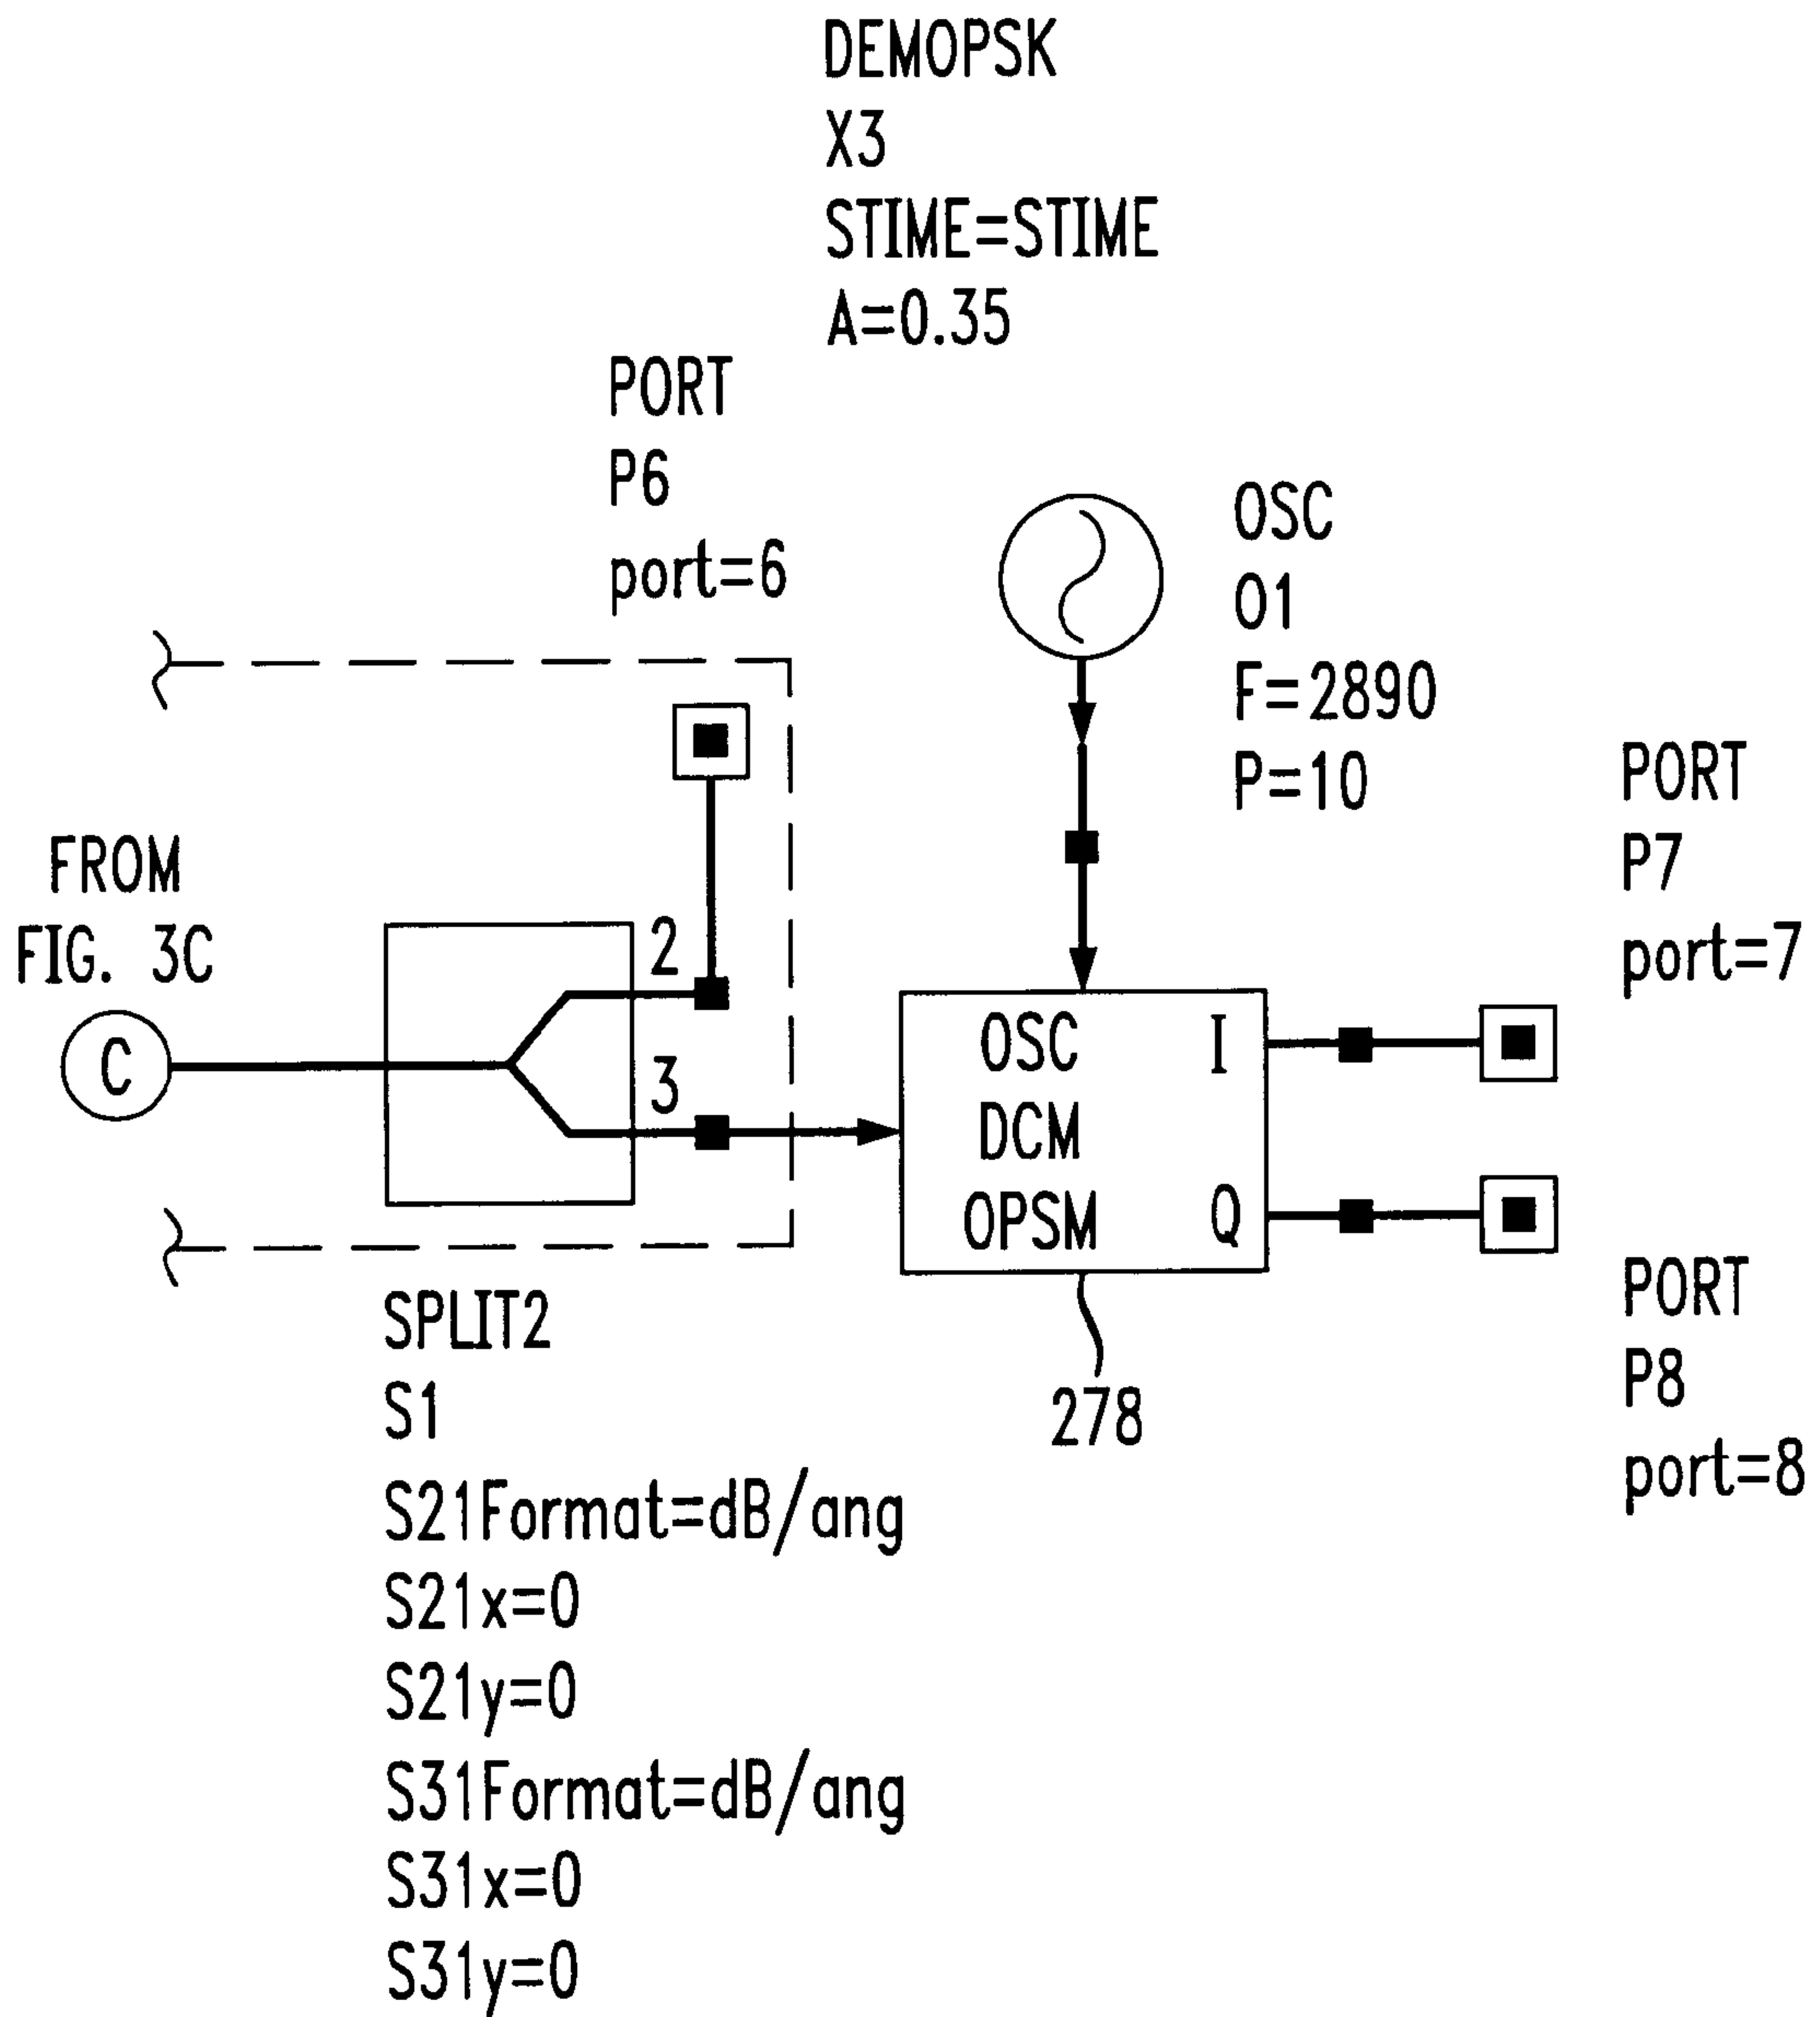 DEMOPSK
X3
STIME=STIME
A=0.35
PORT
P6
port=6
OSC
O1
F=2890
P=10
PORT
P7
port=7
FROM
FIG. 3C
C
2
3
OSC I
DCM
OPSM Q
278
PORT
P8
port=8
SPLIT2
S1
S21Format=dB/ang
S21x=0
S21y=0
S31Format=dB/ang
S31x=0
S31y=0